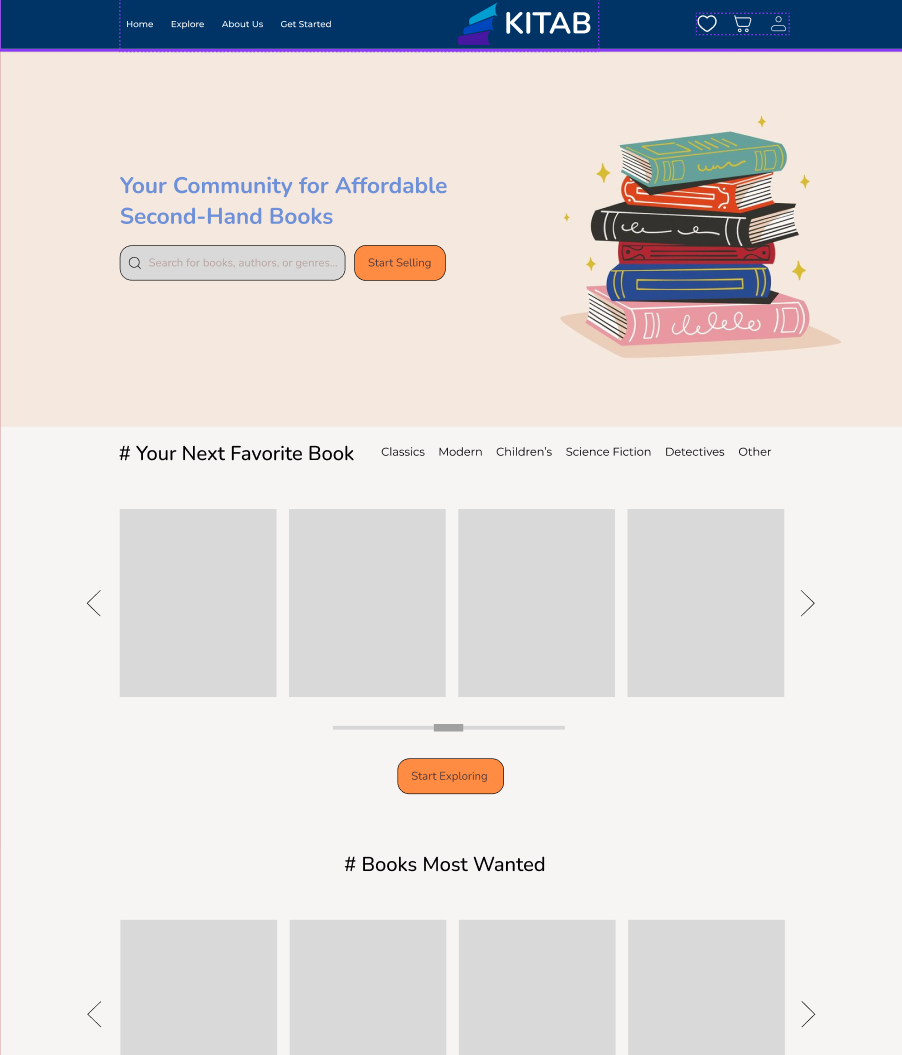 Home Explore About Us Get Started
KITAB
Your Community for Affordable
Second-Hand Books
Search for books, authors, or genres...
Start Selling
# Your Next Favorite Book
Classics Modern Children's Science Fiction Detectives Other
Start Exploring
# Books Most Wanted